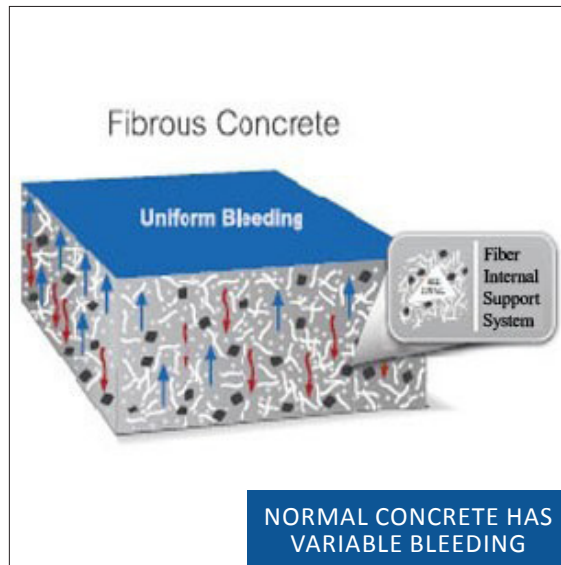 Fibrous Concrete
Uniform Bleeding
Fiber
Internal
Support
System
NORMAL CONCRETE HAS
VARIABLE BLEEDING